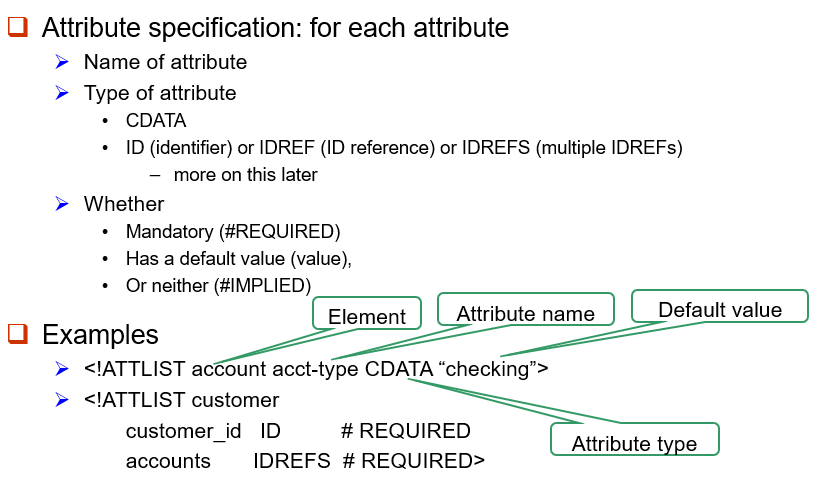 Attribute specification: for each attribute
Name of attribute
Type of attribute
CDATA
ID (identifier) or IDREF (ID reference) or IDREFS (multiple IDREFs)
– more on this later
Whether
Mandatory (#REQUIRED)
Has a default value (value),
Or neither (#IMPLIED)
Element
Attribute name
Default value
Examples
<!ATTLIST account acct-type CDATA “checking”>
<!ATTLIST customer
customer_id ID # REQUIRED
accounts IDREFS # REQUIRED>
Attribute type